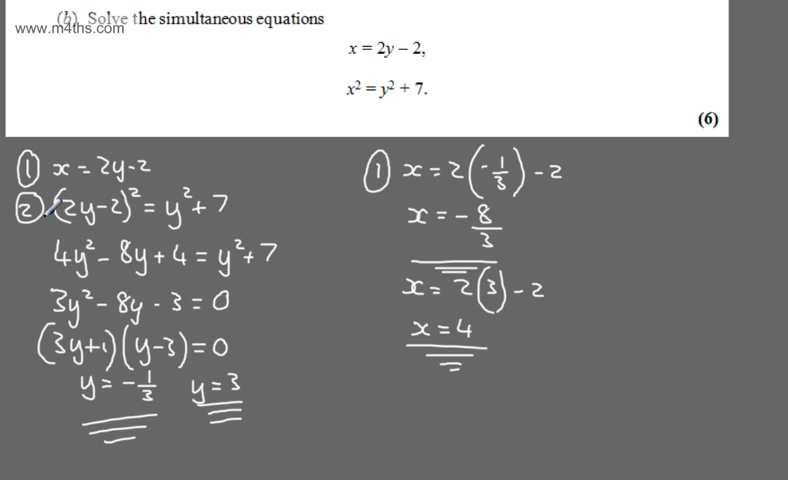 (b) Solve the simultaneous equations
www.m4ths.com
x = 2y – 2,
x² = y² + 7.
(6)
① x = 2y-2
② (2y-2)² = y² + 7
4y² - 8y + 4 = y² + 7
3y² - 8y - 3 = 0
(3y+1)(y-3) = 0
y = -1/3 y = 3
① x = 2(-1/3) - 2
x = -8/3
x = 2(3) - 2
x = 4